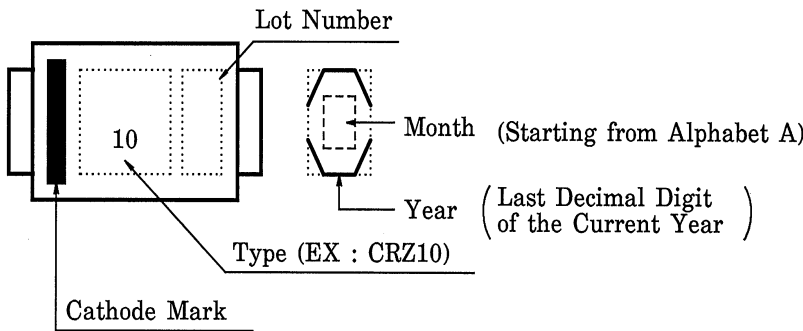 Lot Number
10
Month (Starting from Alphabet A)
Year (Last Decimal Digit
of the Current Year)
Type (EX : CRZ10)
Cathode Mark